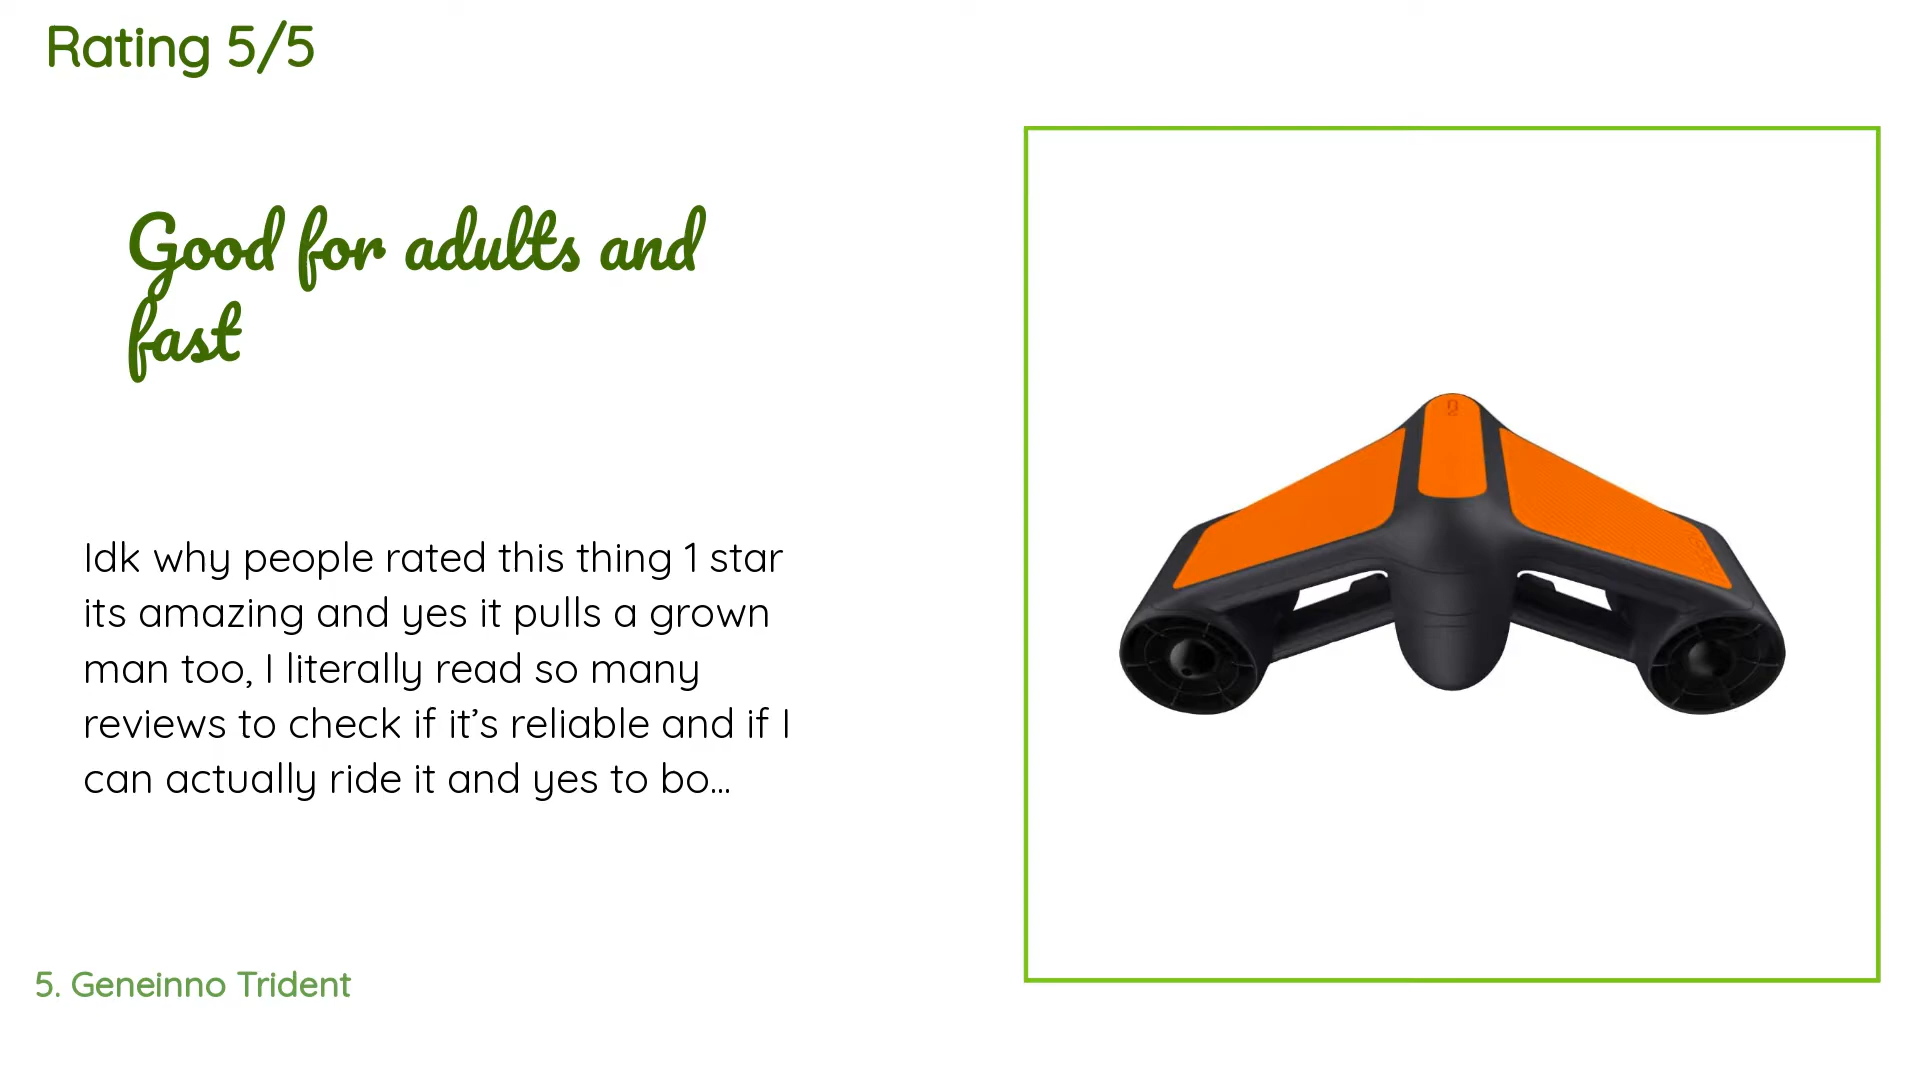 Rating 5/5
Good for adults and
fast
Idk why people rated this thing 1 star
its amazing and yes it pulls a grown
man too, I literally read so many
reviews to check if it’s reliable and if I
can actually ride it and yes to bo...
5. Geneinno Trident